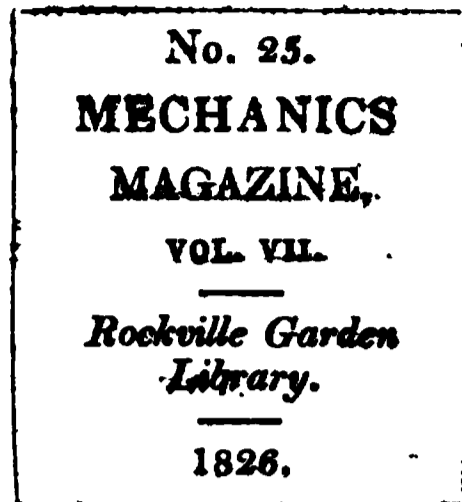 No. 25.
MECHANICS
MAGAZINE,
VOL. VII.
Rockville Garden
Library.
1826.